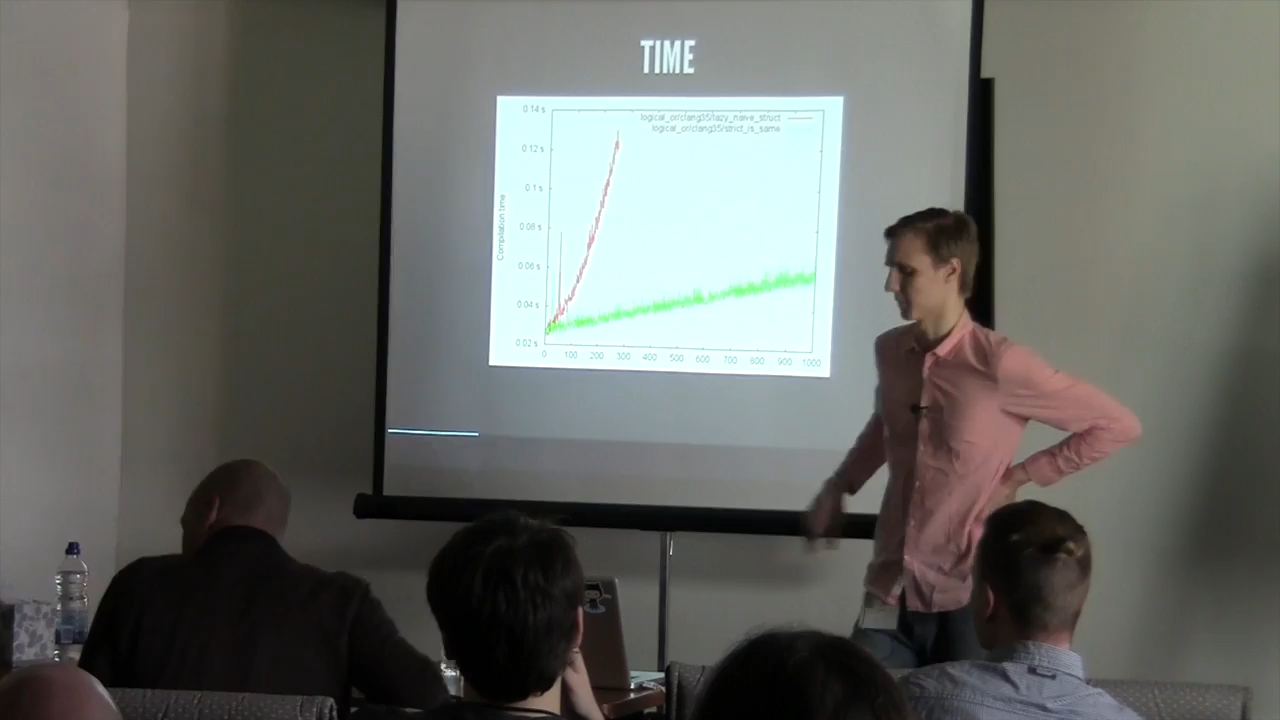 TIME
0.14 s
logical_or/clang35/lazy_naive_struct
logical_or/clang35/strict_is_same
0.12 s
0.1 s
0.08 s
0.06 s
0.04 s
0.02 s
Compilation time
0 100 200 300 400 500 600 700 800 900 1000